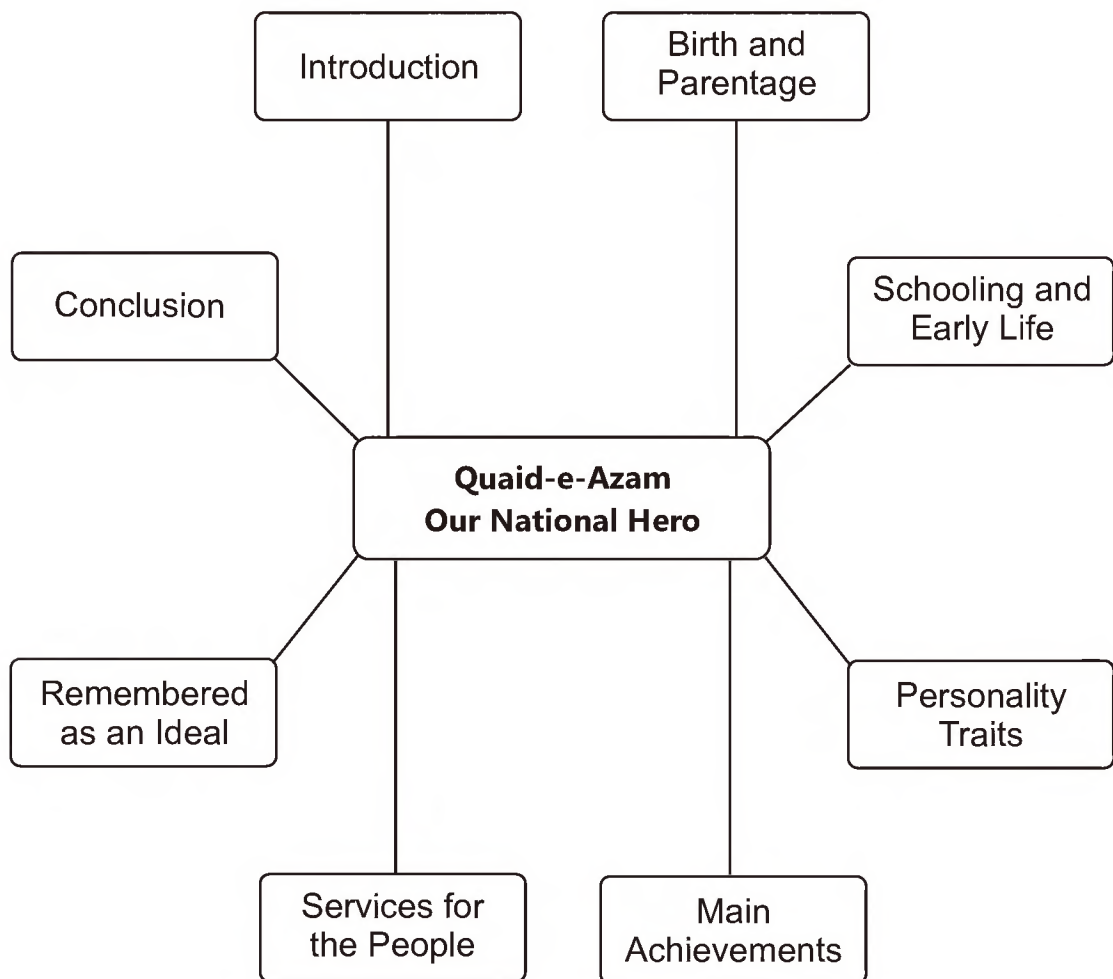 Introduction
Birth and
Parentage
Conclusion
Schooling and
Early Life
Quaid-e-Azam
Our National Hero
Remembered
as an Ideal
Personality
Traits
Services for
the People
Main
Achievements